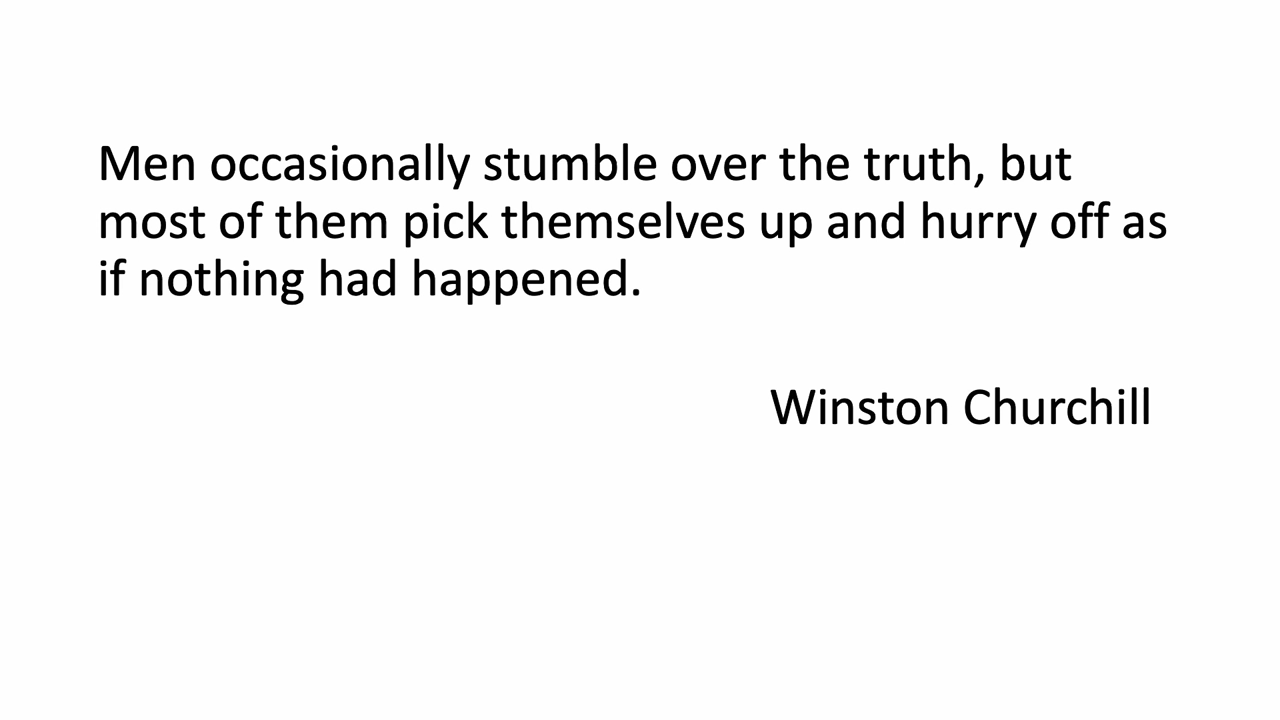 Men occasionally stumble over the truth, but
most of them pick themselves up and hurry off as
if nothing had happened.
Winston Churchill